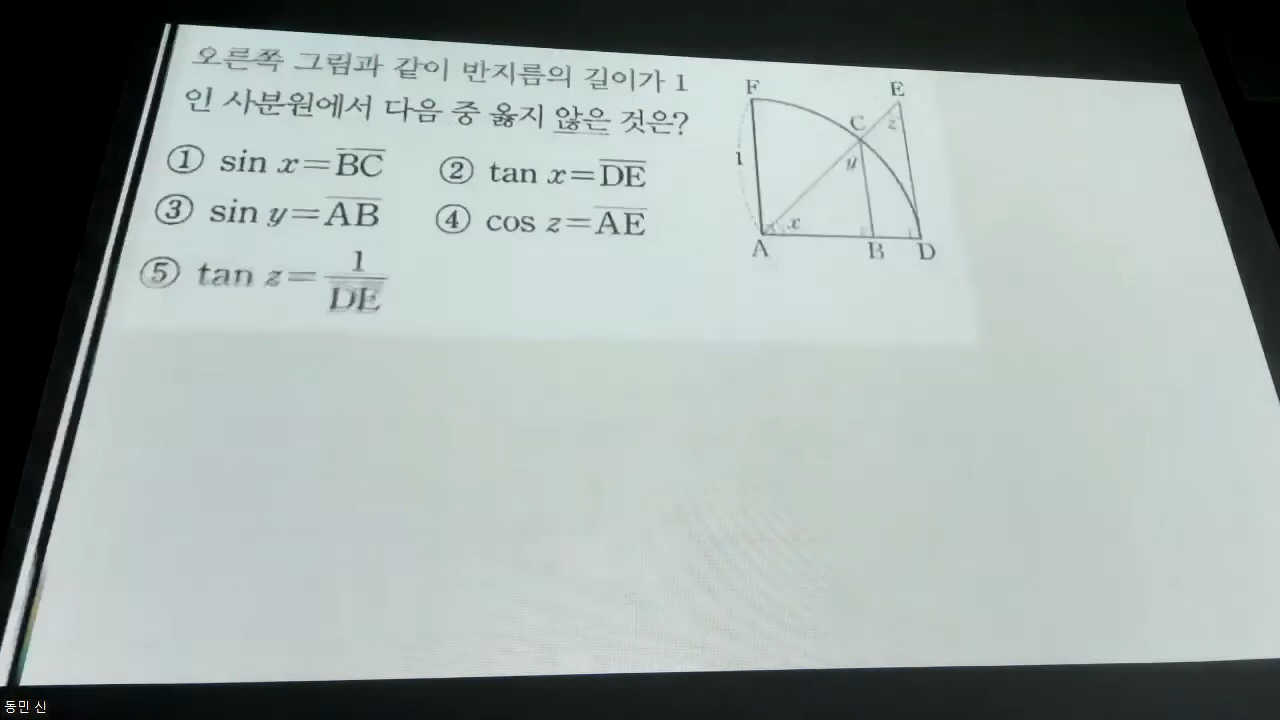 오른쪽 그림과 같이 반지름의 길이가 1
인 사분원에서 다음 중 옳지 않은 것은?
① sin x=BC ② tan x=DE
③ sin y=AB ④ cos z=AE
⑤ tan z=1/DE
F E
C z
1 y
x
A B D
동민 신